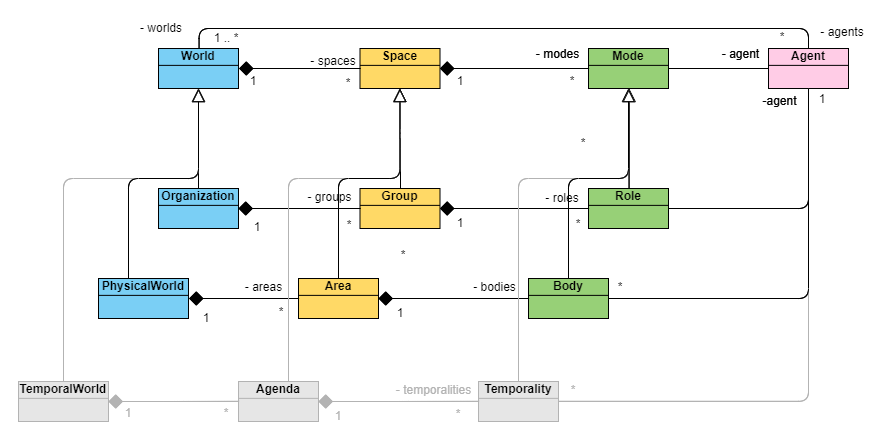 - worlds
1 .. *
*
- agents
World
- spaces
Space
- modes
Mode
- agent
Agent
1
*
1
*
-agent
1
*
Organization
- groups
Group
- roles
Role
1
*
1
*
*
PhysicalWorld
- areas
Area
- bodies
Body
*
1
*
1
TemporalWorld
Agenda
- temporalities
Temporality
*
1
*
1
*